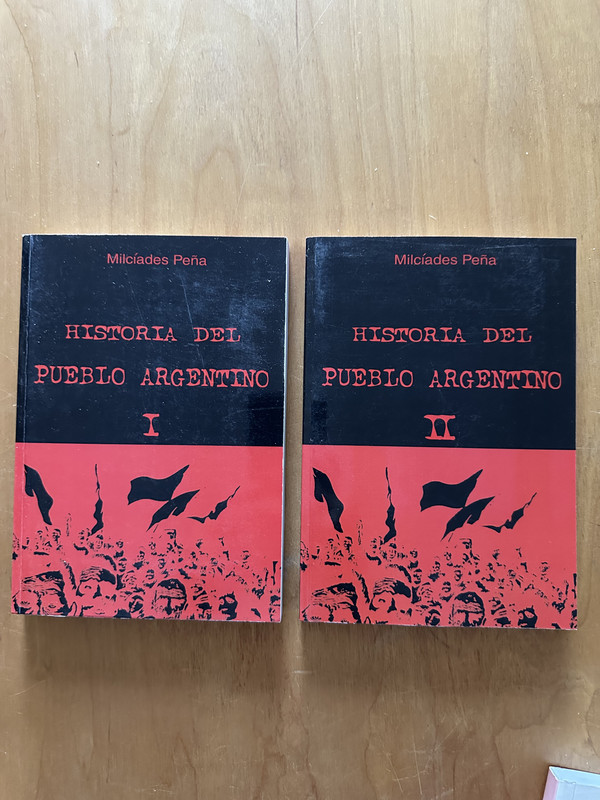 Milcíades Peña
HISTORIA DEL
PUEBLO ARGENTINO
I
Milcíades Peña
HISTORIA DEL
PUEBLO ARGENTINO
II